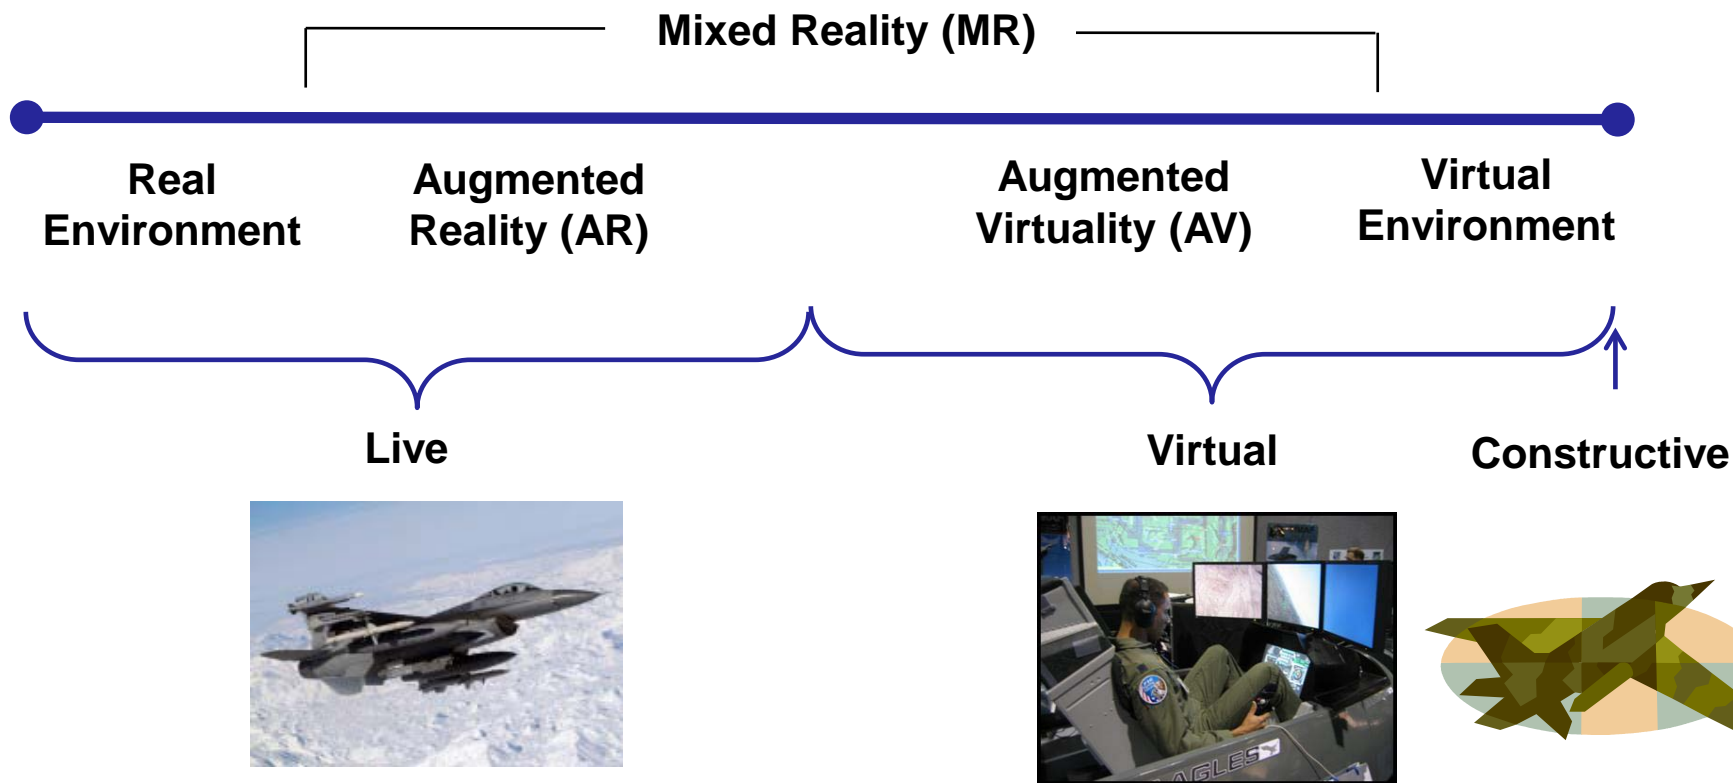 Mixed Reality (MR)
Real
Environment
Augmented
Reality (AR)
Augmented
Virtuality (AV)
Virtual
Environment
Live
Virtual
Constructive